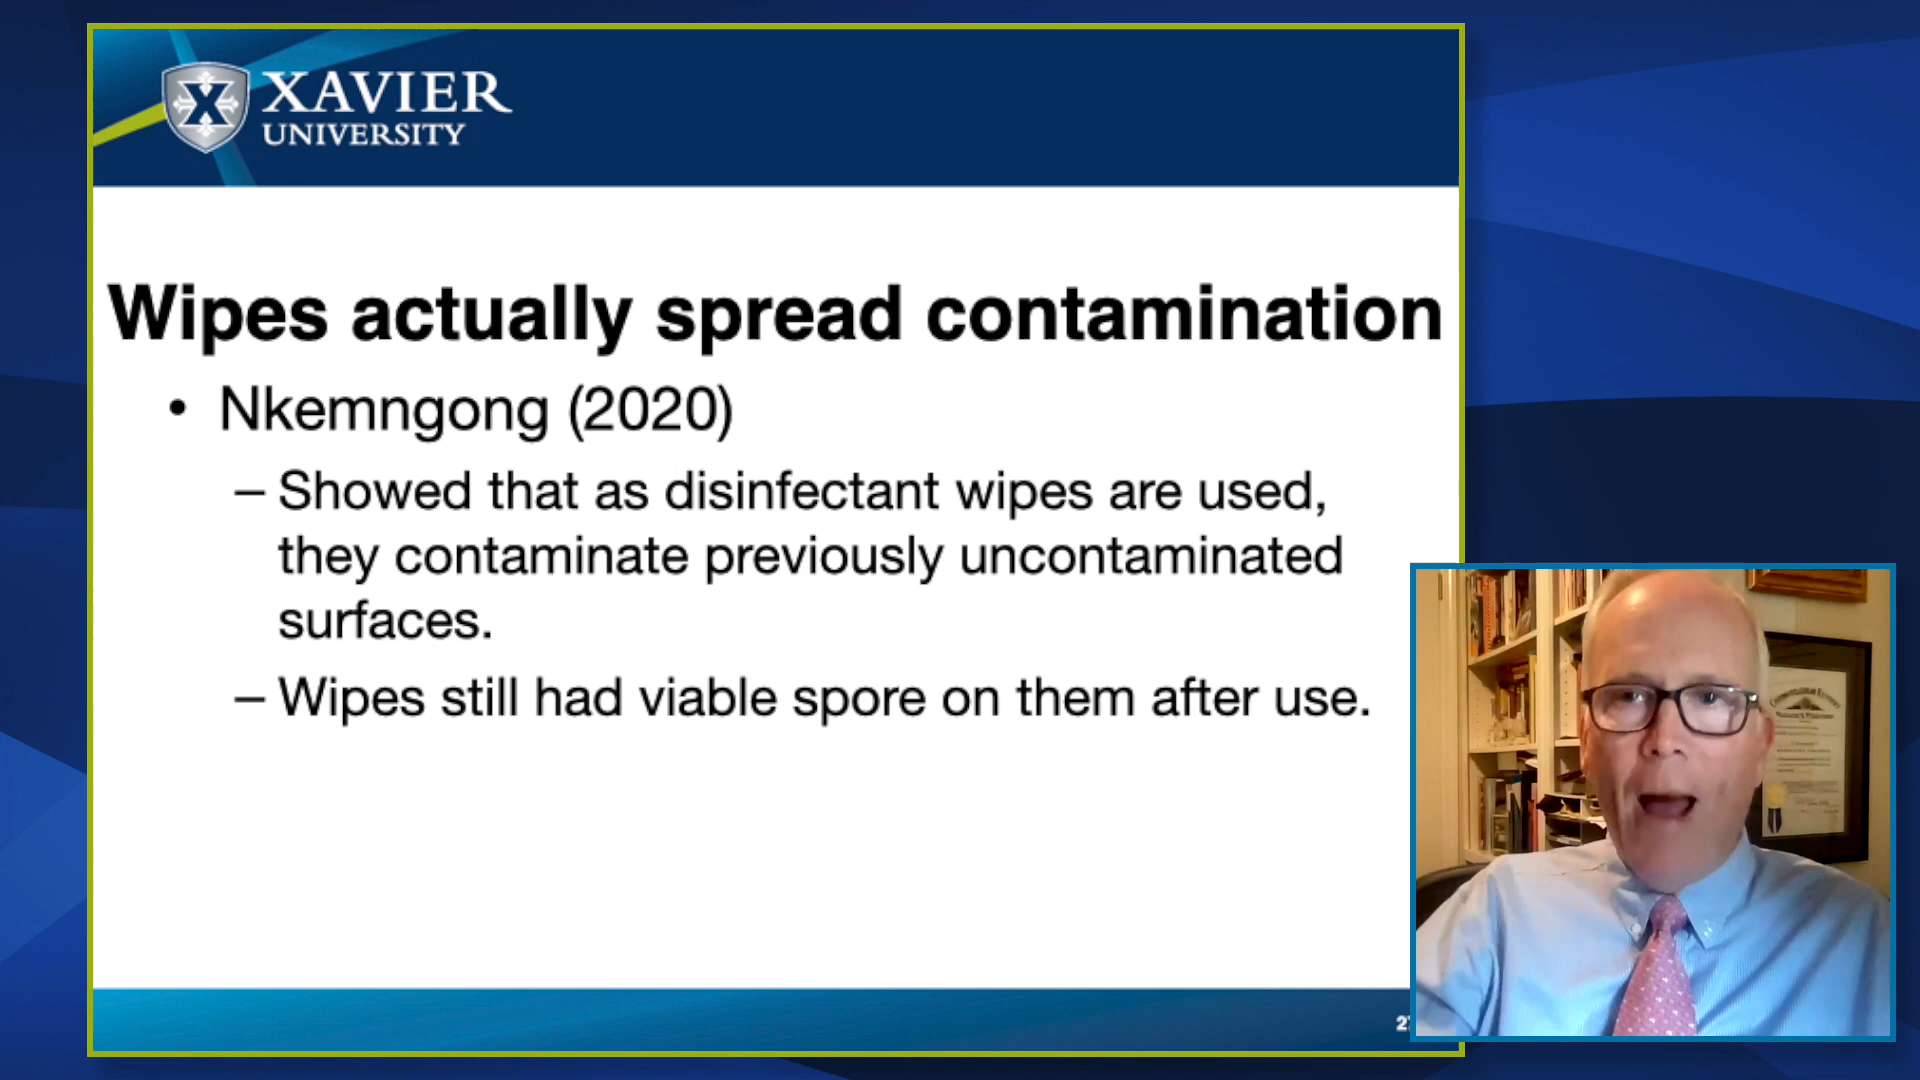 XAVIER
UNIVERSITY
Wipes actually spread contamination
• Nkemngong (2020)
– Showed that as disinfectant wipes are used,
they contaminate previously uncontaminated
surfaces.
– Wipes still had viable spore on them after use.